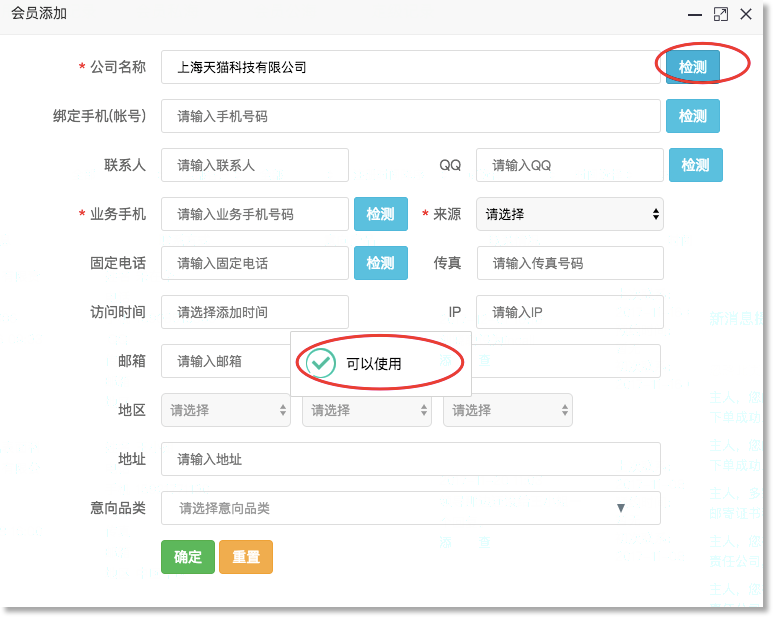 会员添加
* 公司名称 上海天猫科技有限公司 检测
绑定手机(帐号) 请输入手机号码 检测
联系人 请输入联系人 QQ 请输入QQ 检测
* 业务手机 请输入业务手机号码 检测 * 来源 请选择
固定电话 请输入固定电话 检测 传真 请输入传真号码
访问时间 请选择添加时间 IP 请输入IP
邮箱 请输入邮箱 可以使用
地区 请选择 请选择 请选择
地址 请输入地址
意向品类 请选择意向品类
确定 重置